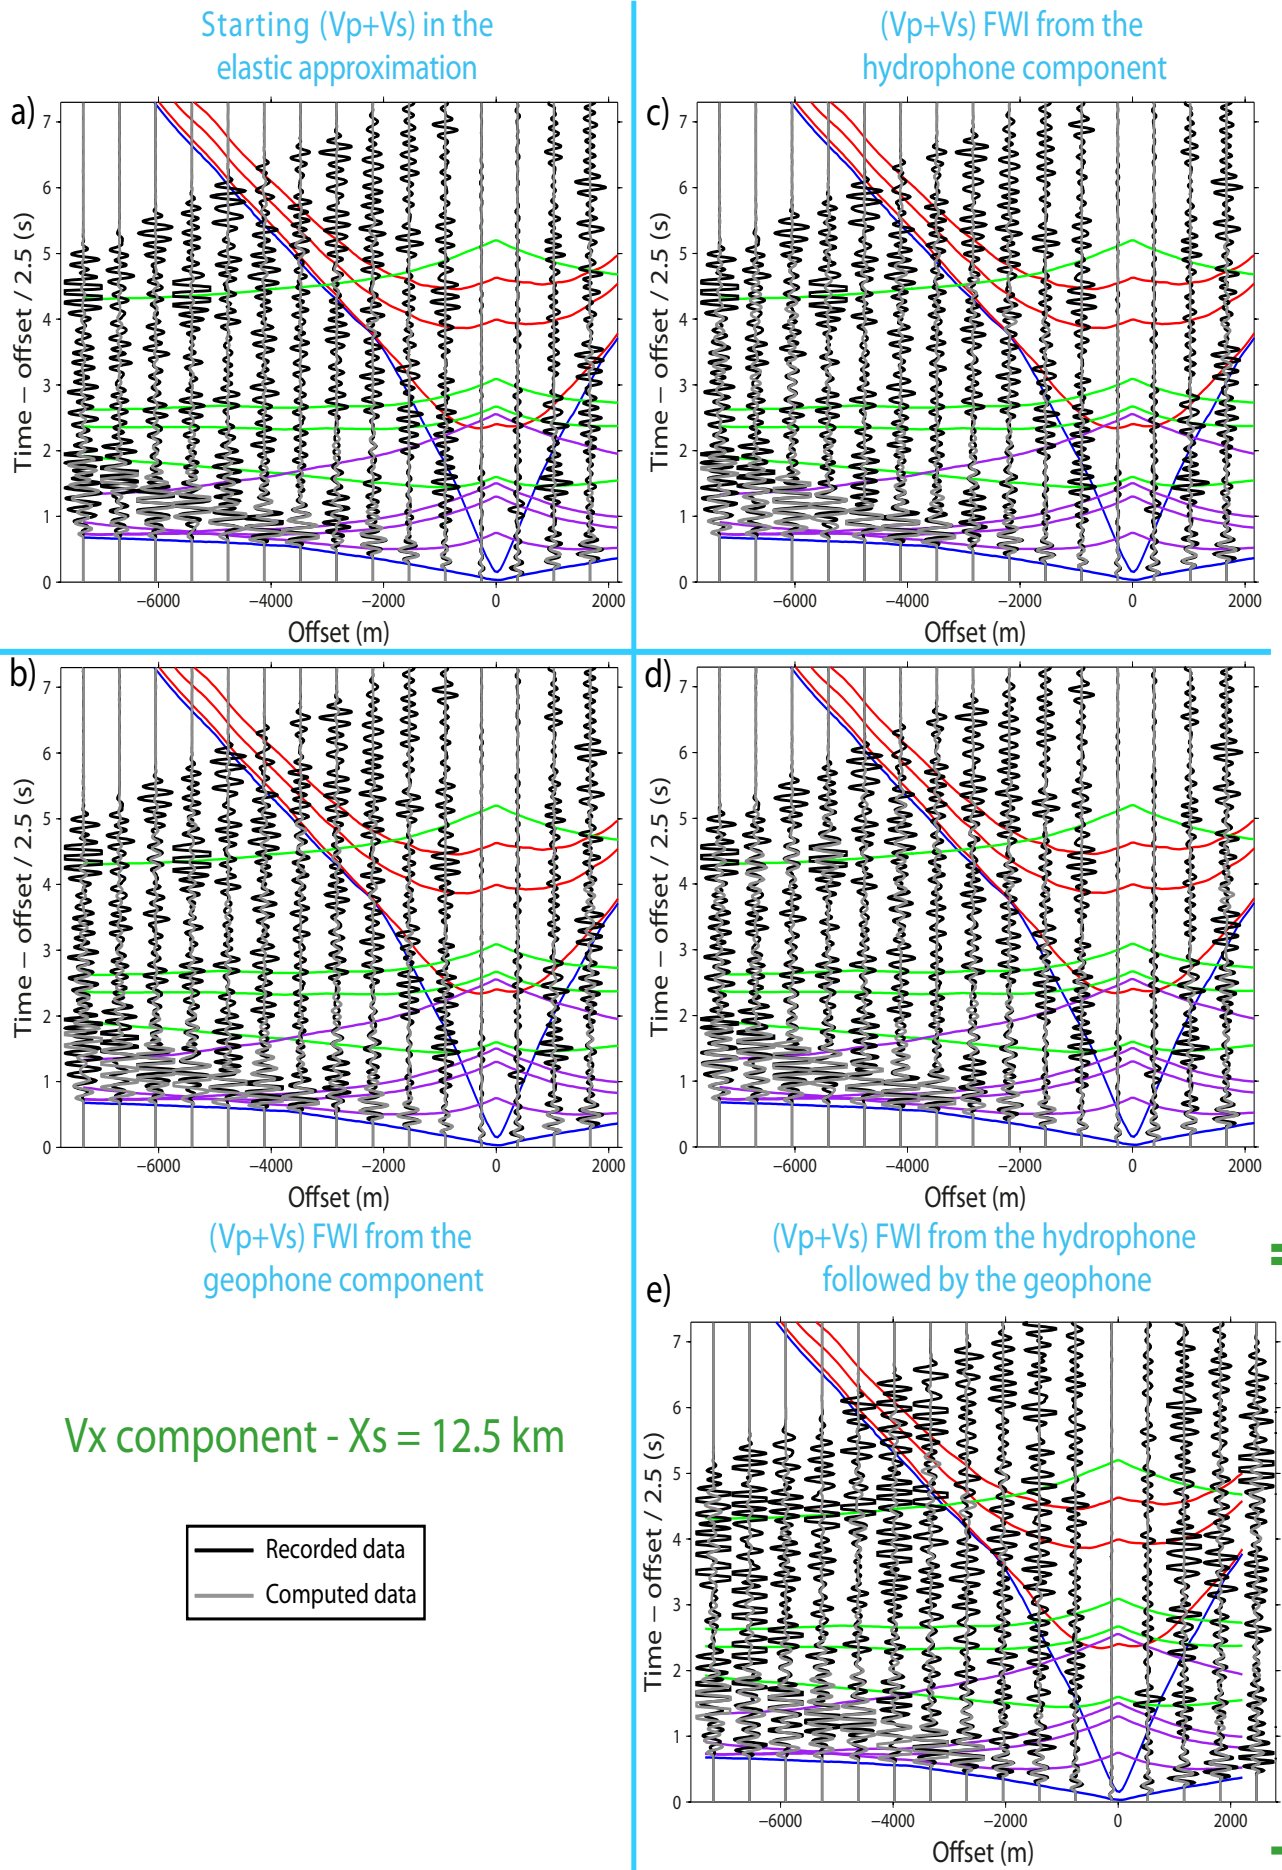 Starting (Vp+Vs) in the
elastic approximation
(Vp+Vs) FWI from the
hydrophone component
a)
7
6
5
4
3
2
1
0
Time − offset / 2.5 (s)
−6000 −4000 −2000 0 2000
Offset (m)
c)
7
6
5
4
3
2
1
0
Time − offset / 2.5 (s)
−6000 −4000 −2000 0 2000
Offset (m)
b)
7
6
5
4
3
2
1
0
Time − offset / 2.5 (s)
−6000 −4000 −2000 0 2000
Offset (m)
d)
7
6
5
4
3
2
1
0
Time − offset / 2.5 (s)
−6000 −4000 −2000 0 2000
Offset (m)
(Vp+Vs) FWI from the
geophone component
(Vp+Vs) FWI from the hydrophone
followed by the geophone
Vx component - Xs = 12.5 km
Recorded data
Computed data
e)
7
6
5
4
3
2
1
0
Time − offset / 2.5 (s)
−6000 −4000 −2000 0 2000
Offset (m)